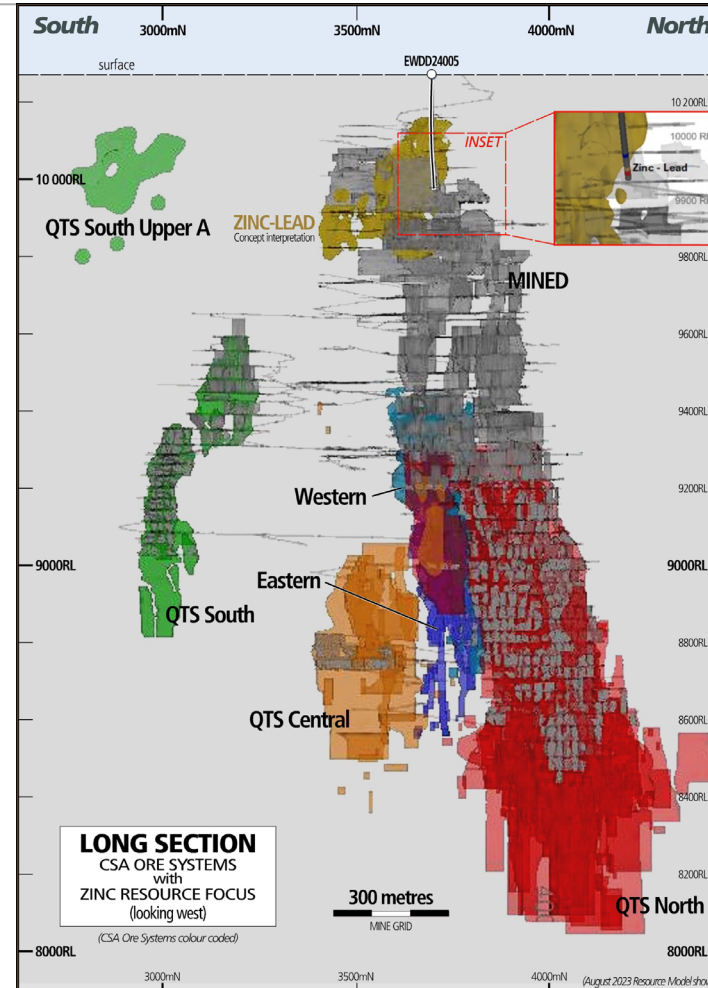 South
3000mN
3500mN
4000mN
North
surface
EWDD24005
10 200RL
INSET
10000 RL
Zinc - Lead
9900 RL
10 000RL
QTS South Upper A
ZINC-LEAD
Concept interpretation
9800RL
MINED
9600RL
9400RL
Western
9200RL
9000RL
9000RL
Eastern
QTS South
8800RL
QTS Central
8600RL
8400RL
LONG SECTION
CSA ORE SYSTEMS
with
ZINC RESOURCE FOCUS
(looking west)
(CSA Ore Systems colour coded)
300 metres
MINE GRID
8200RL
QTS North
8000RL
8000RL
3000mN
3500mN
4000mN
(August 2023 Resource Model